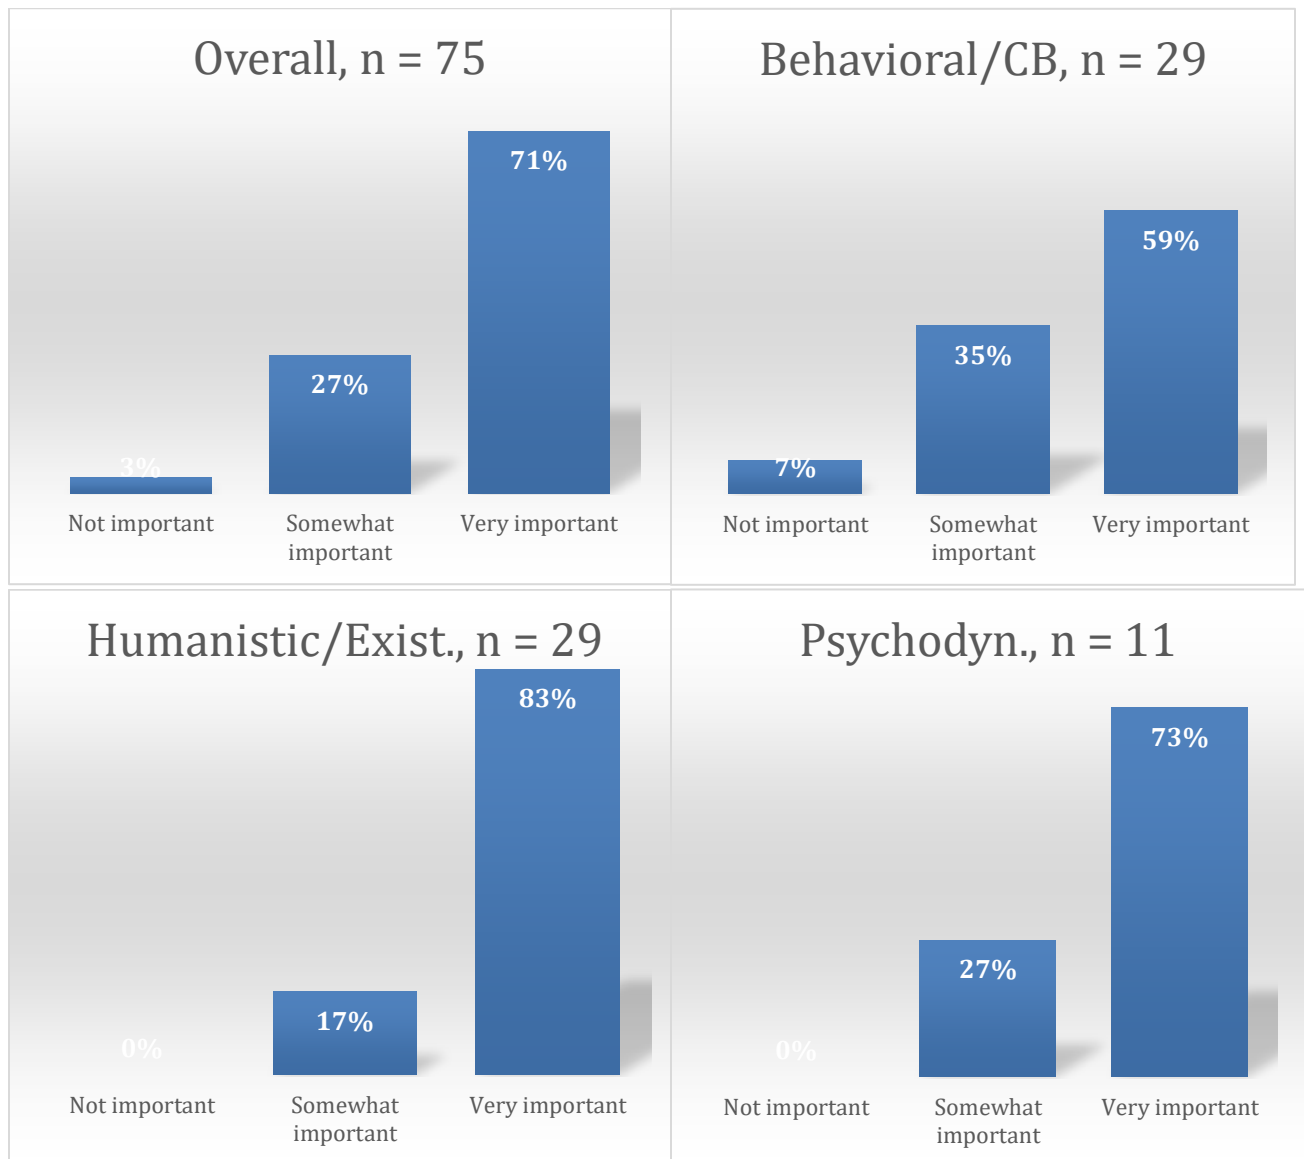 Overall, n = 75
71%
27%
3%
Not important
Somewhat
important
Very important
Behavioral/CB, n = 29
59%
35%
7%
Not important
Somewhat
important
Very important
Humanistic/Exist., n = 29
83%
17%
0%
Not important
Somewhat
important
Very important
Psychodyn., n = 11
73%
27%
0%
Not important
Somewhat
important
Very important